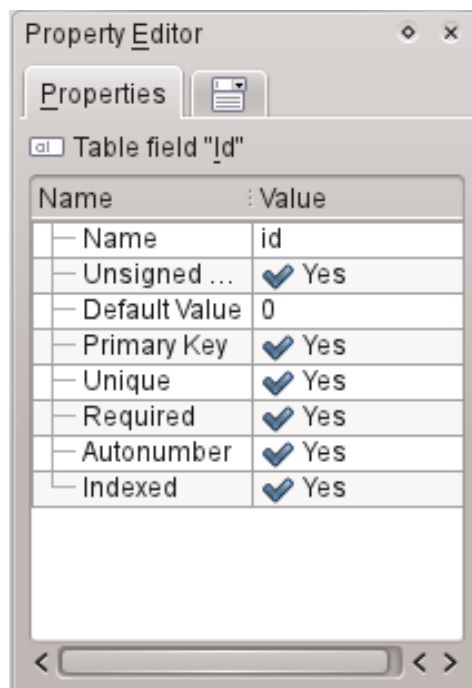 Property Editor
Properties
Table field "Id"
Name Value
Name id
Unsigned ... Yes
Default Value 0
Primary Key Yes
Unique Yes
Required Yes
Autonumber Yes
Indexed Yes